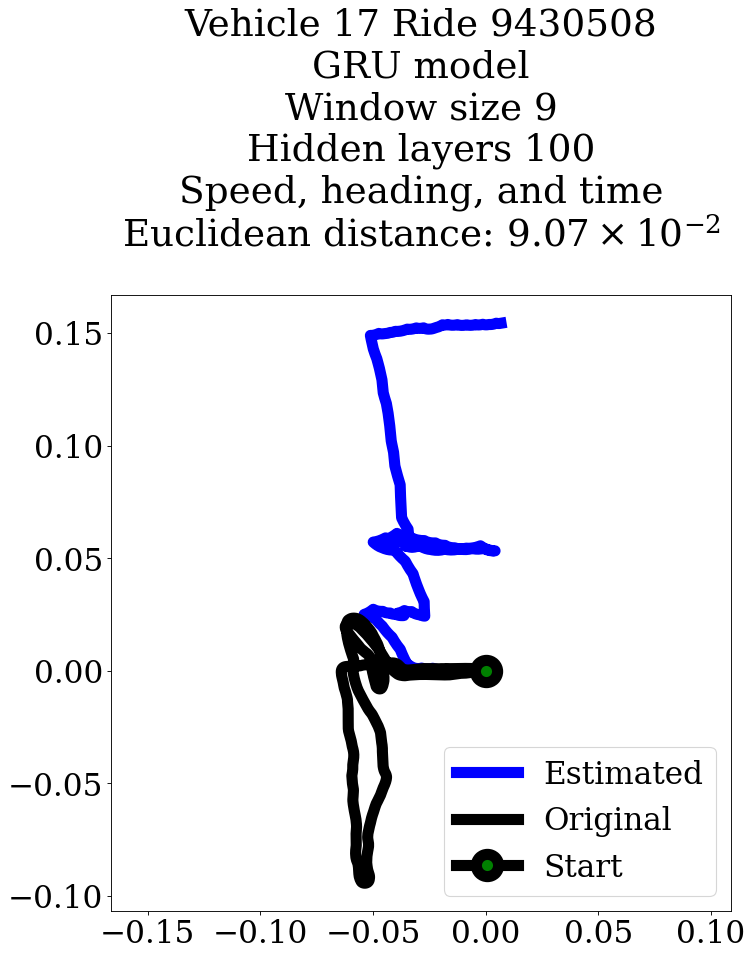 Vehicle 17 Ride 9430508
GRU model
Window size 9
Hidden layers 100
Speed, heading, and time
Euclidean distance: 9.07 × 10⁻²
0.15
0.10
0.05
0.00
−0.05
−0.10
Estimated
Original
Start
−0.15 −0.10 −0.05 0.00 0.05 0.10